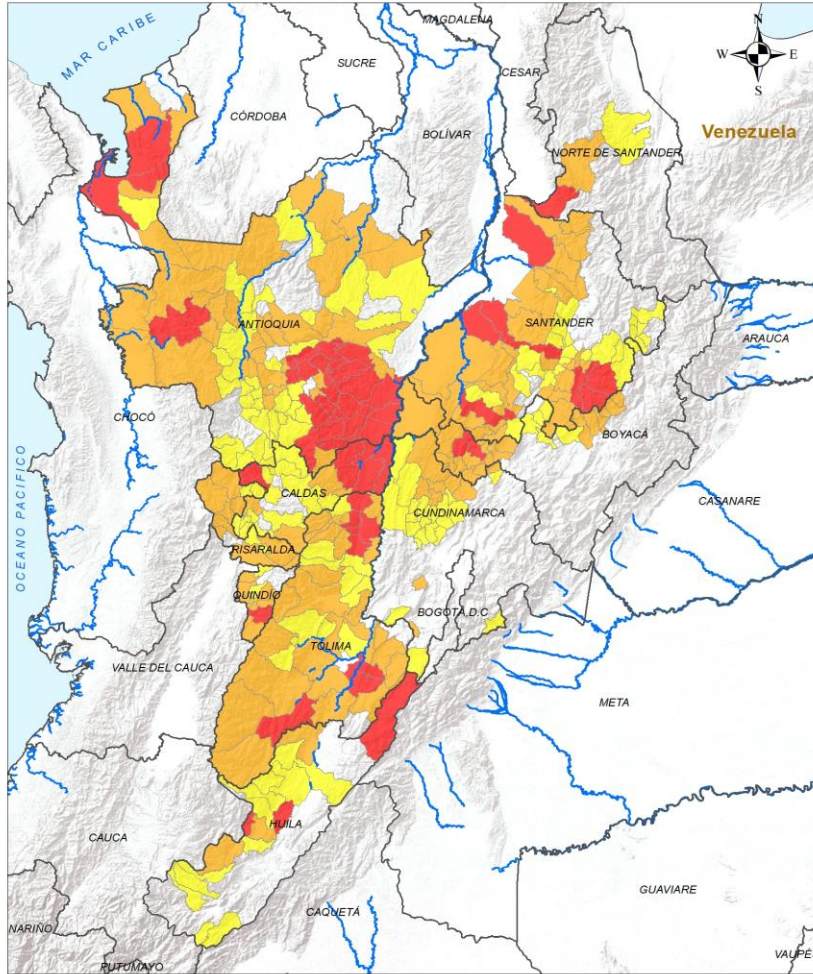 MAGDALENA
N
W E
S
MAR CARIBE
SUCRE
CESAR
CÓRDOBA
BOLÍVAR
Venezuela
NORTE DE SANTANDER
ANTIOQUIA
SANTANDER
ARAUCA
CHOCÓ
BOYACÁ
OCEANO PACIFICO
CALDAS
CUNDINAMARCA
CASANARE
RISARALDA
QUINDÍO
BOGOTÁ, D.C
TOLIMA
VALLE DEL CAUCA
META
HUILA
CAUCA
GUAVIARE
CAQUETÁ
NARIÑO
PUTUMAYO
VAUPÉ